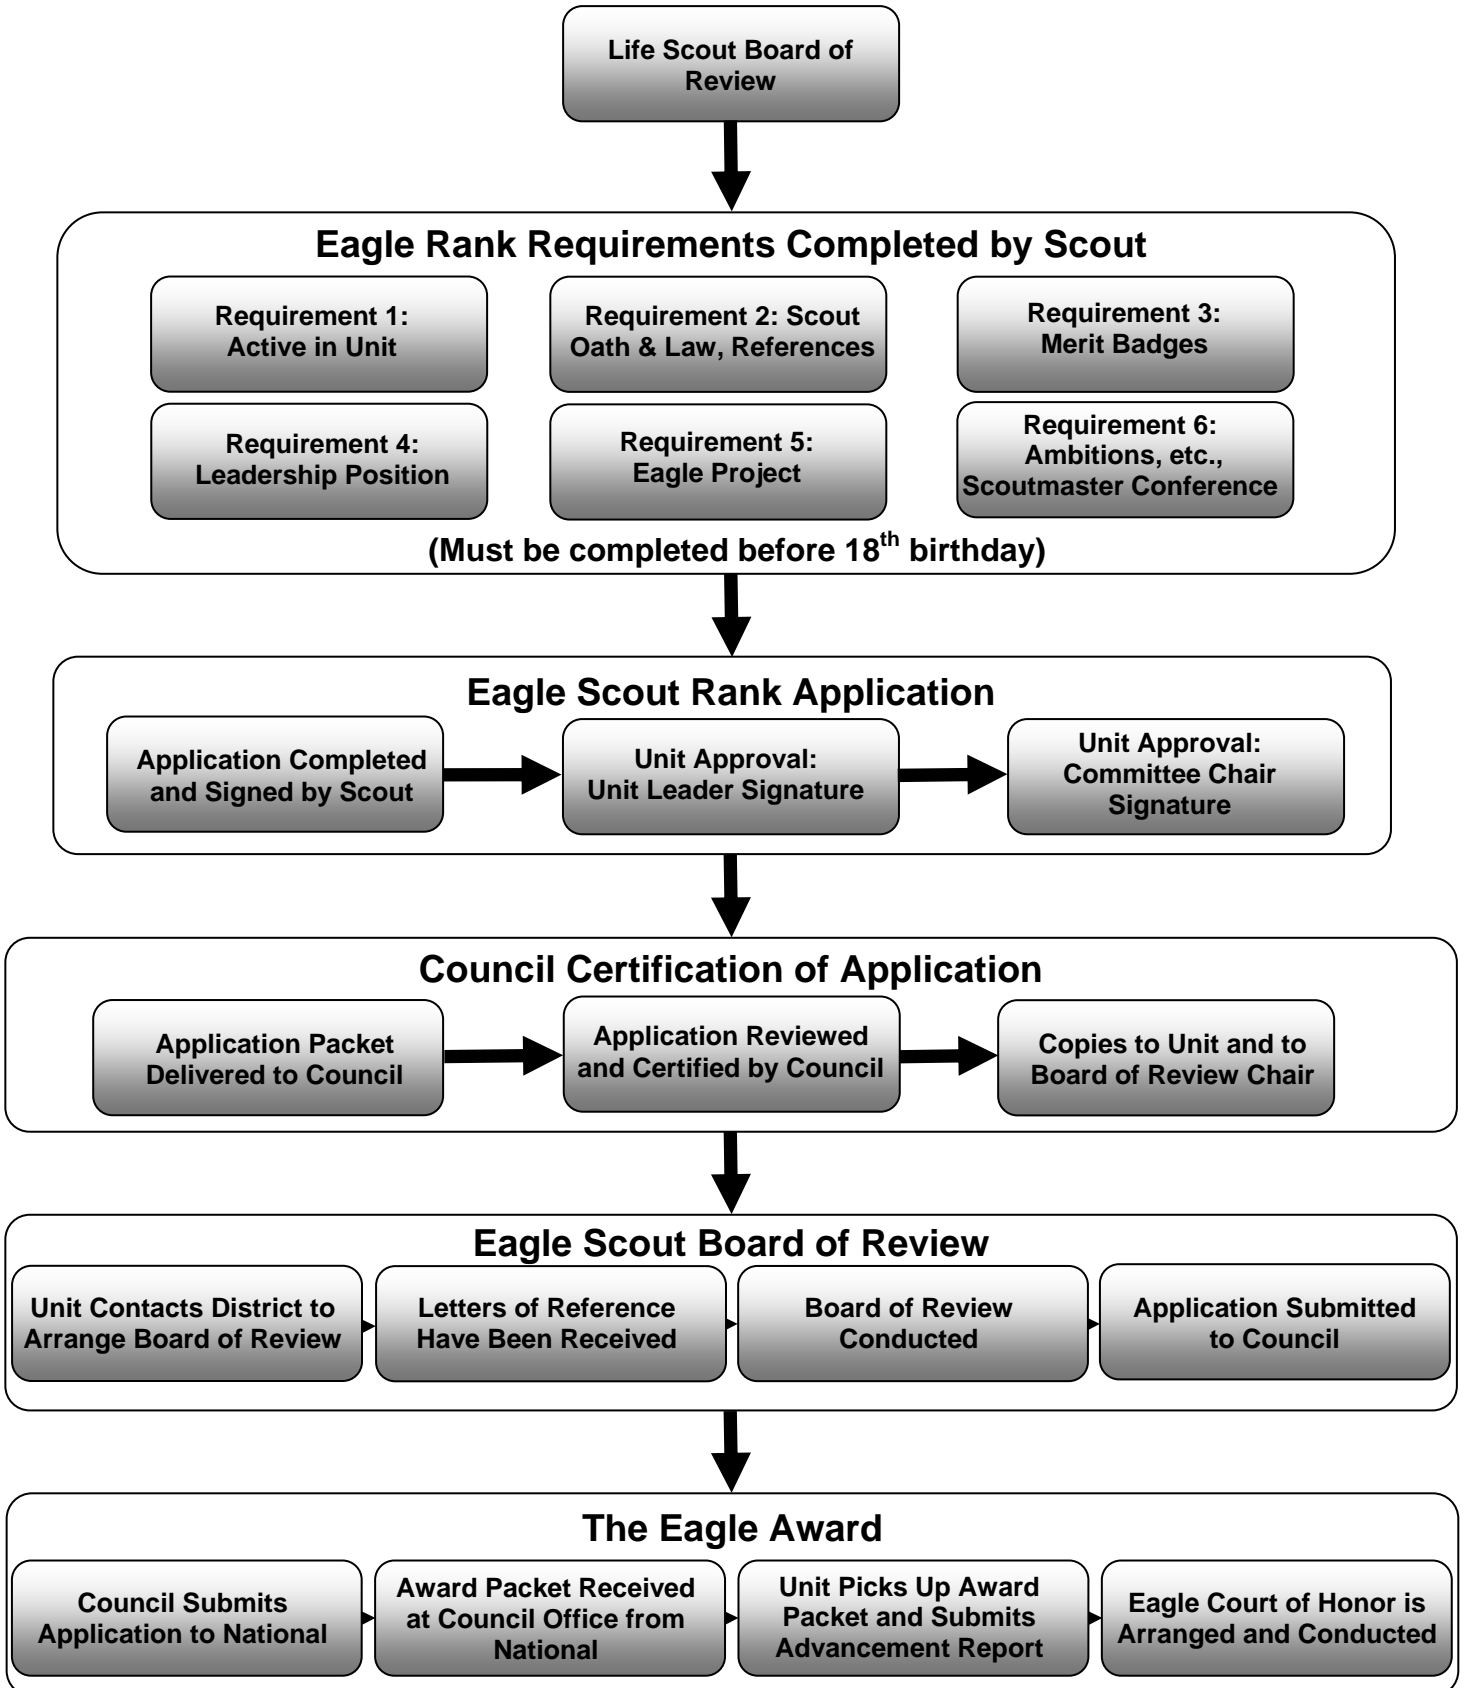 Life Scout Board of
Review
Eagle Rank Requirements Completed by Scout
Requirement 1:
Active in Unit
Requirement 2: Scout
Oath & Law, References
Requirement 3:
Merit Badges
Requirement 4:
Leadership Position
Requirement 5:
Eagle Project
Requirement 6:
Ambitions, etc.,
Scoutmaster Conference
(Must be completed before 18th birthday)
Eagle Scout Rank Application
Application Completed
and Signed by Scout
Unit Approval:
Unit Leader Signature
Unit Approval:
Committee Chair
Signature
Council Certification of Application
Application Packet
Delivered to Council
Application Reviewed
and Certified by Council
Copies to Unit and to
Board of Review Chair
Eagle Scout Board of Review
Unit Contacts District to
Arrange Board of Review
Letters of Reference
Have Been Received
Board of Review
Conducted
Application Submitted
to Council
The Eagle Award
Council Submits
Application to National
Award Packet Received
at Council Office from
National
Unit Picks Up Award
Packet and Submits
Advancement Report
Eagle Court of Honor is
Arranged and Conducted